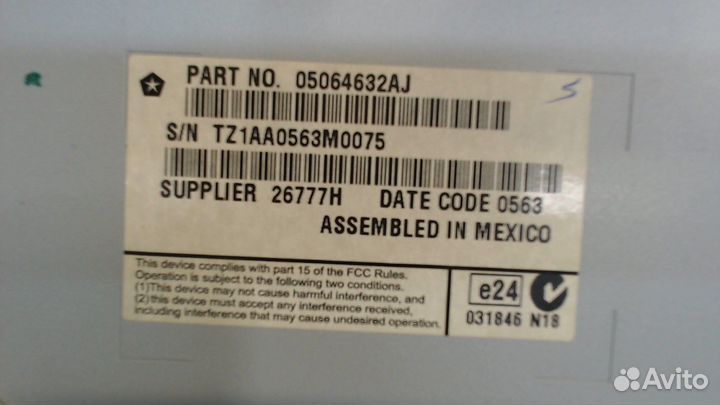 PART NO. 05064632AJ
S/N TZ1AA0563M0075
SUPPLIER 26777H DATE CODE 0563
ASSEMBLED IN MEXICO
This device complies with part 15 of the FCC Rules.
Operation is subject to the following two conditions.
(1)This device may not cause harmful interference, and
(2)this device must accept any interference received,
including interference that may cause undesired operation.
e24
031846 N18
Avito